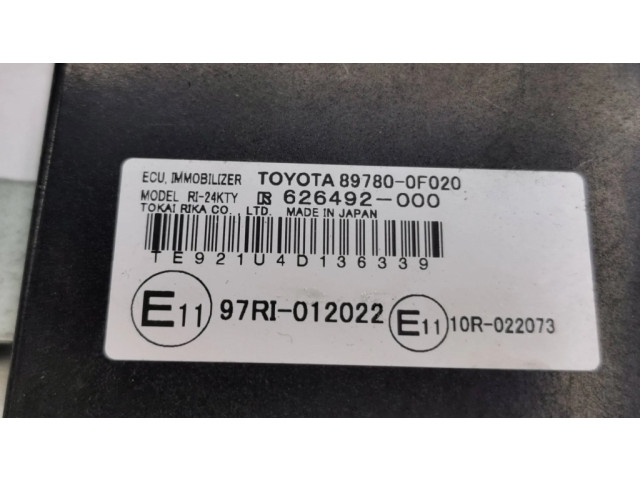 ECU, IMMOBILIZER TOYOTA 89780-0F020
MODEL RI-24KTY 626492-000
TOKAI RIKA CO., LTD. MADE IN JAPAN
TE921U4D136339
E11 97RI-012022 E11 10R-022073